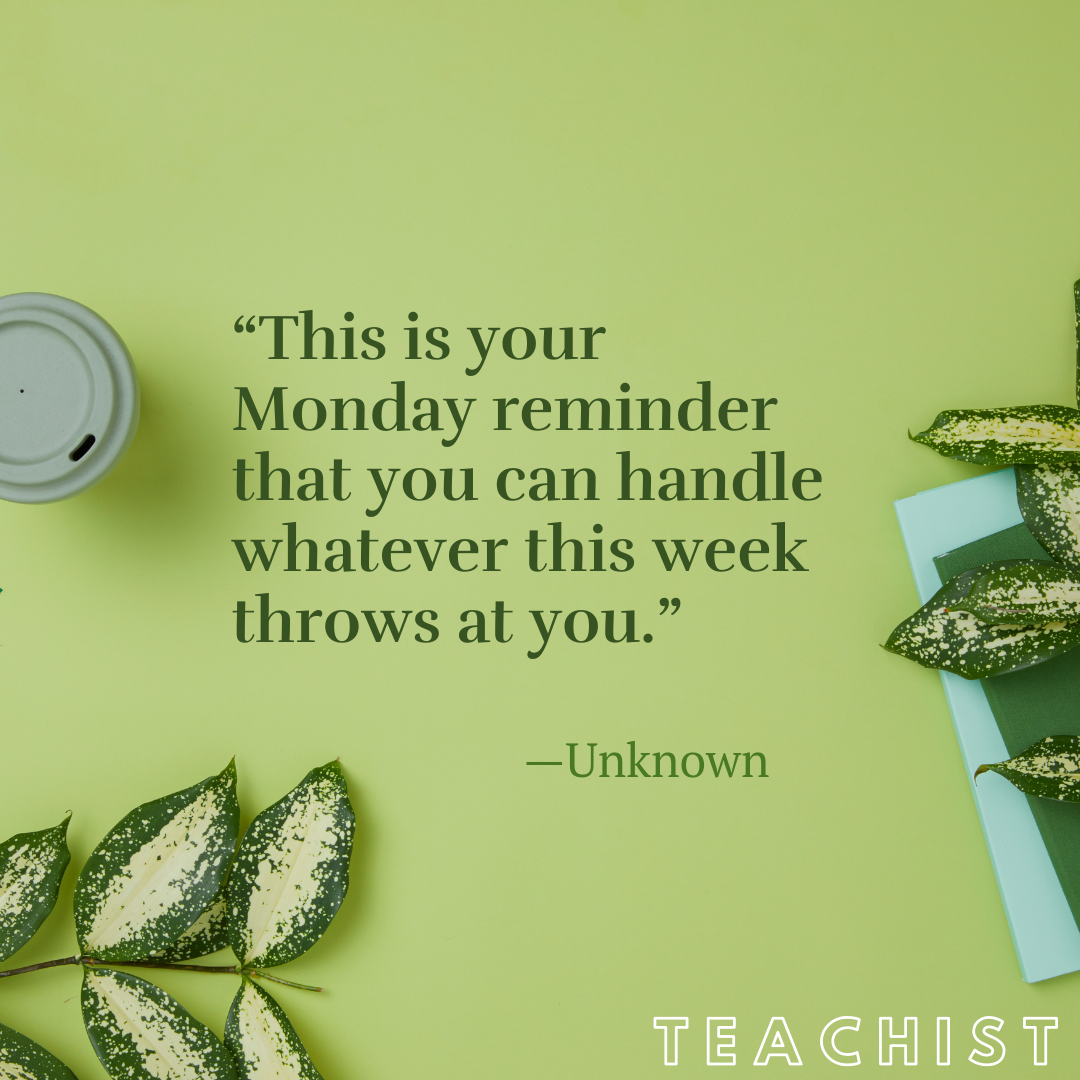 “This is your
Monday reminder
that you can handle
whatever this week
throws at you.”
—Unknown
TEACHIST